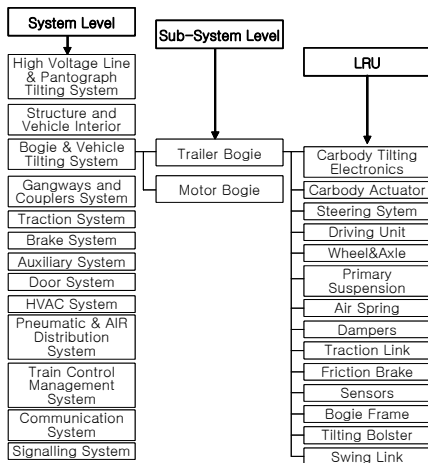 System Level
High Voltage Line
& Pantograph
Tilting System
Structure and
Vehicle Interior
Bogie & Vehicle
Tilting System
Gangways and
Couplers System
Traction System
Brake System
Auxiliary System
Door System
HVAC System
Pneumatic & AIR
Distribution
System
Train Control
Management
System
Communication
System
Signalling System
Sub-System Level
Trailer Bogie
Motor Bogie
LRU
Carbody Tilting
Electronics
Carbody Actuator
Steering Sytem
Driving Unit
Wheel&Axle
Primary
Suspension
Air Spring
Dampers
Traction Link
Friction Brake
Sensors
Bogie Frame
Tilting Bolster
Swing Link